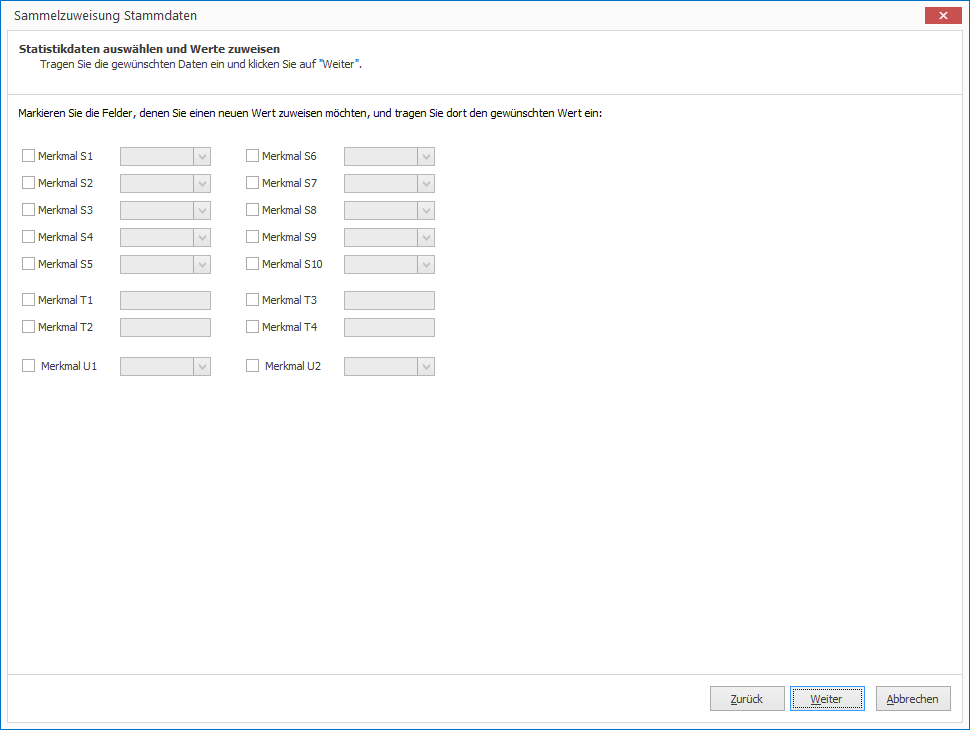 Sammelzuweisung Stammdaten
Statistikdaten auswählen und Werte zuweisen
Tragen Sie die gewünschten Daten ein und klicken Sie auf "Weiter".
Markieren Sie die Felder, denen Sie einen neuen Wert zuweisen möchten, und tragen Sie dort den gewünschten Wert ein:
Merkmal S1 Merkmal S6
Merkmal S2 Merkmal S7
Merkmal S3 Merkmal S8
Merkmal S4 Merkmal S9
Merkmal S5 Merkmal S10
Merkmal T1 Merkmal T3
Merkmal T2 Merkmal T4
Merkmal U1 Merkmal U2
Zurück Weiter Abbrechen